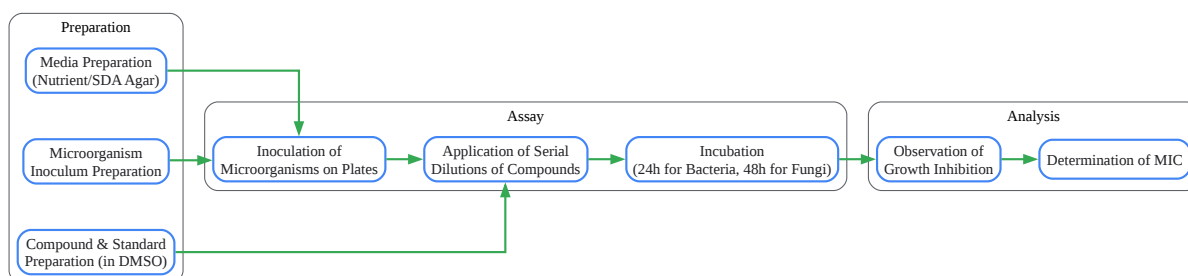 Preparation
Media Preparation
(Nutrient/SDA Agar)
Microorganism
Inoculum Preparation
Compound & Standard
Preparation (in DMSO)
Assay
Inoculation of
Microorganisms on Plates
Application of Serial
Dilutions of Compounds
Incubation
(24h for Bacteria, 48h for Fungi)
Analysis
Observation of
Growth Inhibition
Determination of MIC